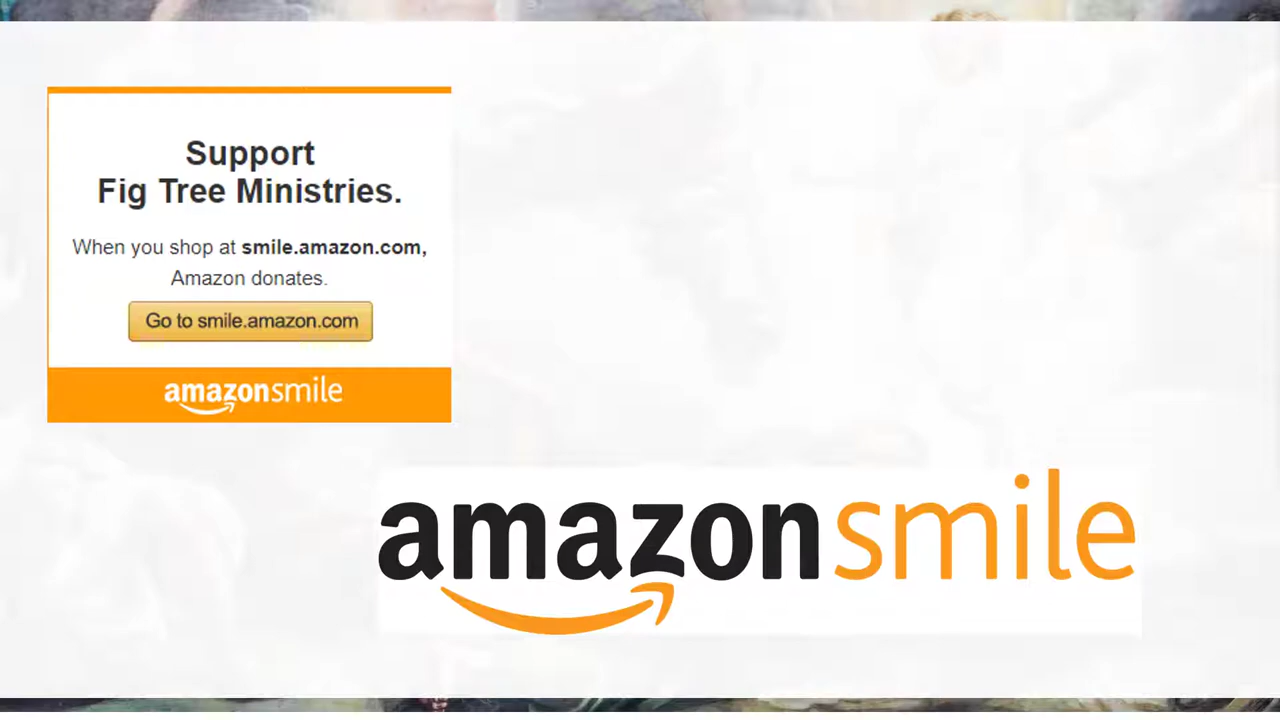 Support
Fig Tree Ministries.
When you shop at smile.amazon.com,
Amazon donates.
Go to smile.amazon.com
amazonsmile
amazonsmile